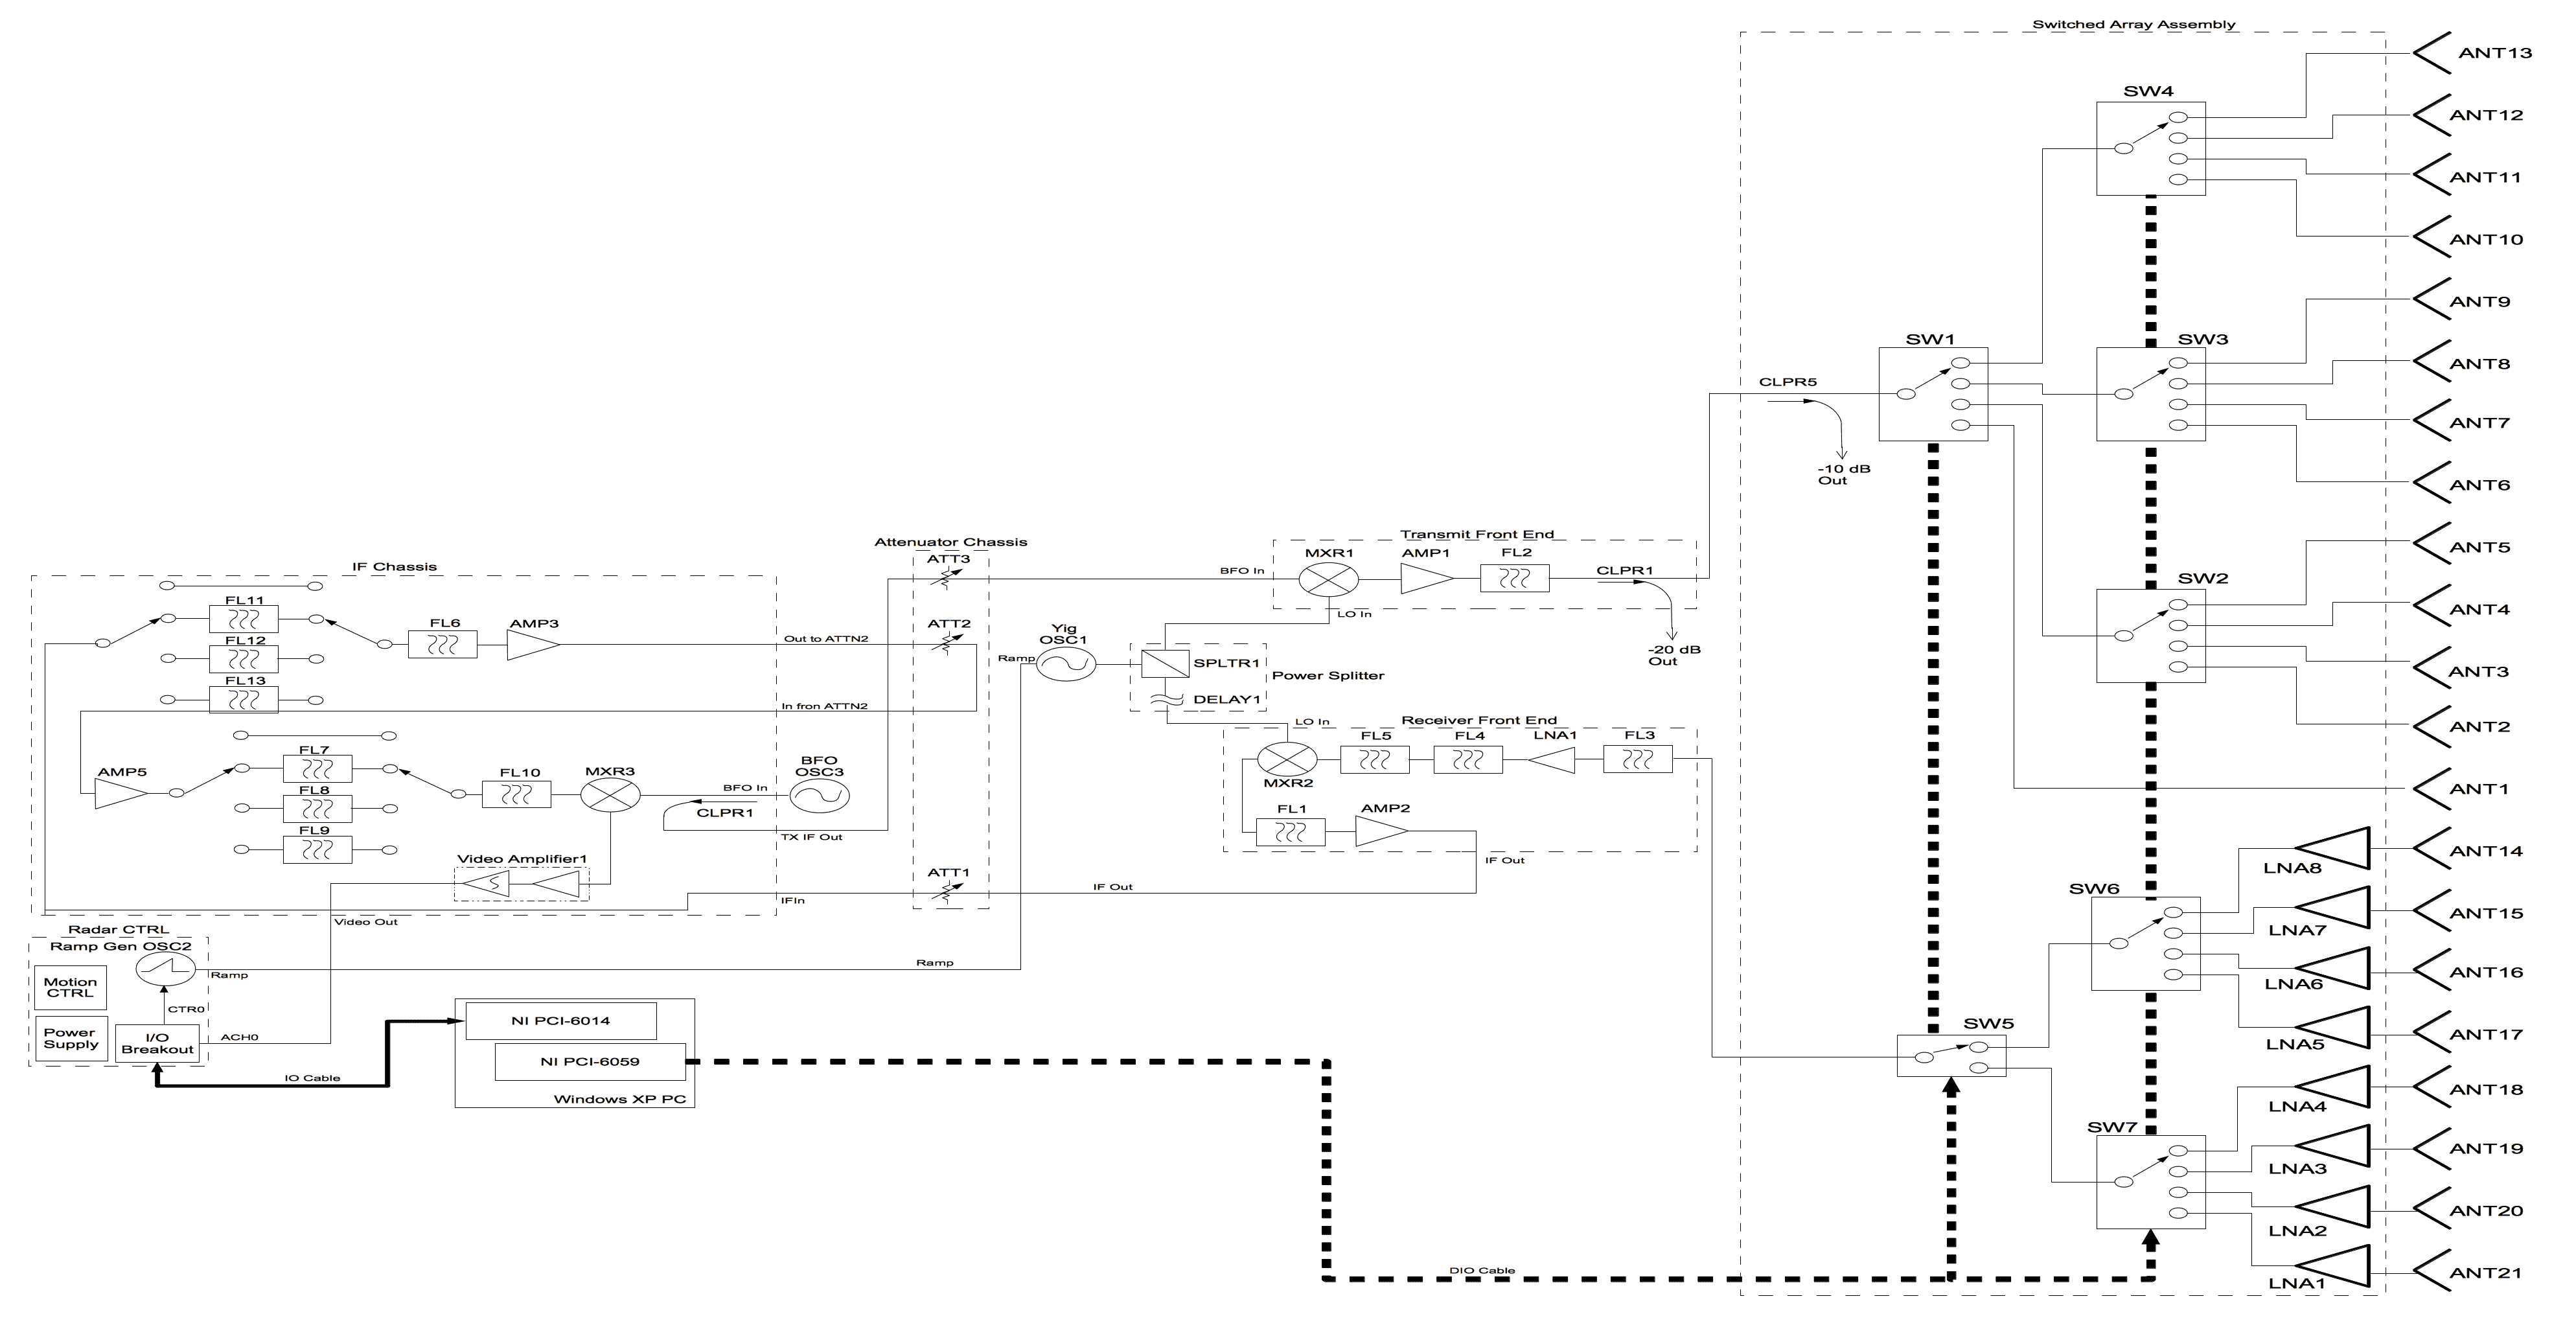 Switched Array Assembly
ANT13
SW4
ANT12
ANT11
ANT10
ANT9
SW1
SW3
ANT8
CLPR5
ANT7
-10 dB
Out
ANT6
Transmit Front End
ANT5
Attenuator Chassis
MXR1
AMP1
FL2
ATT3
IF Chassis
BFO In
CLPR1
SW2
FL11
LO In
ANT4
FL6
AMP3
ATT2
Yig
OSC1
FL12
Out to ATTN2
-20 dB
Out
Ramp
SPLTR1
Power Splitter
ANT3
FL13
DELAY1
In fron ATTN2
LO In
Receiver Front End
ANT2
FL7
FL5
FL4
LNA1
FL3
AMP5
FL10
MXR3
BFO
OSC3
MXR2
FL8
BFO In
ANT1
CLPR1
FL1
AMP2
FL9
TX IF Out
Video Amplifier1
IF Out
ANT14
LNA8
ATT1
IF Out
SW6
IFIn
Video Out
ANT15
LNA7
Radar CTRL
Ramp Gen OSC2
Ramp
Ramp
ANT16
LNA6
Motion
CTRL
CTR0
NI PCI-6014
SW5
ANT17
LNA5
Power
Supply
I/O
Breakout
ACH0
NI PCI-6059
IO Cable
Windows XP PC
ANT18
LNA4
SW7
ANT19
LNA3
ANT20
LNA2
DIO Cable
ANT21
LNA1